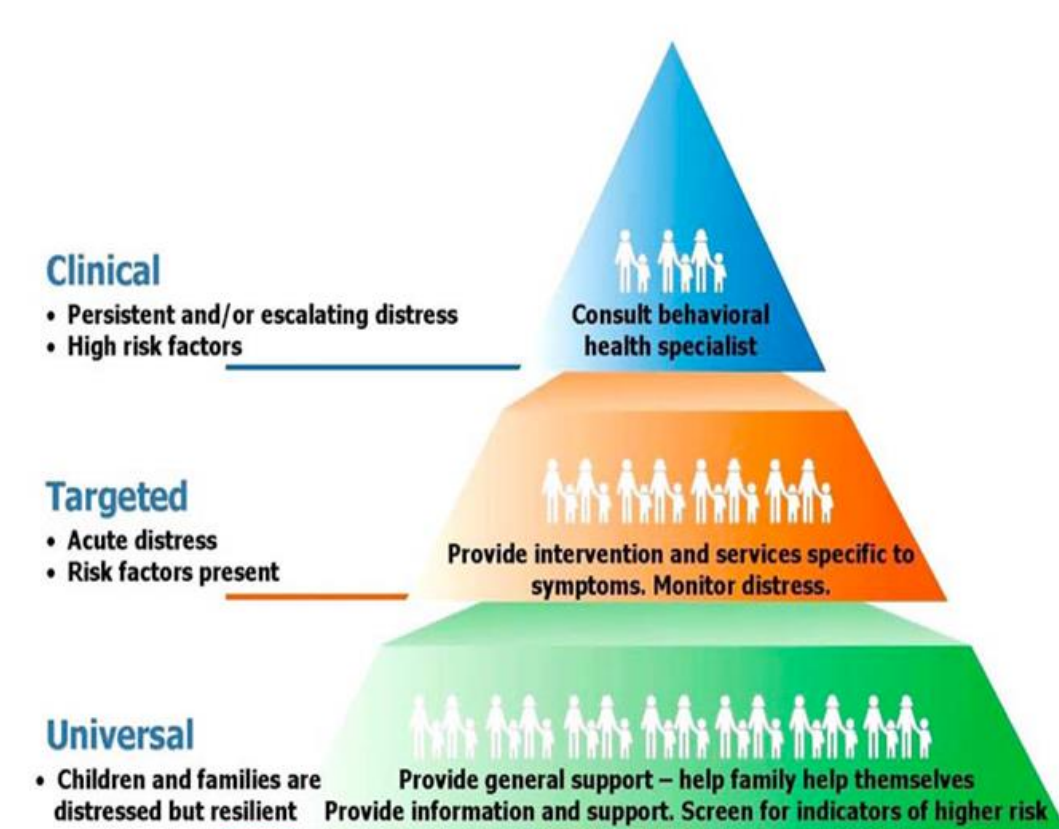 Clinical
• Persistent and/or escalating distress
• High risk factors
Consult behavioral
health specialist
Targeted
• Acute distress
• Risk factors present
Provide intervention and services specific to
symptoms. Monitor distress.
Universal
• Children and families are
distressed but resilient
Provide general support – help family help themselves
Provide information and support. Screen for indicators of higher risk